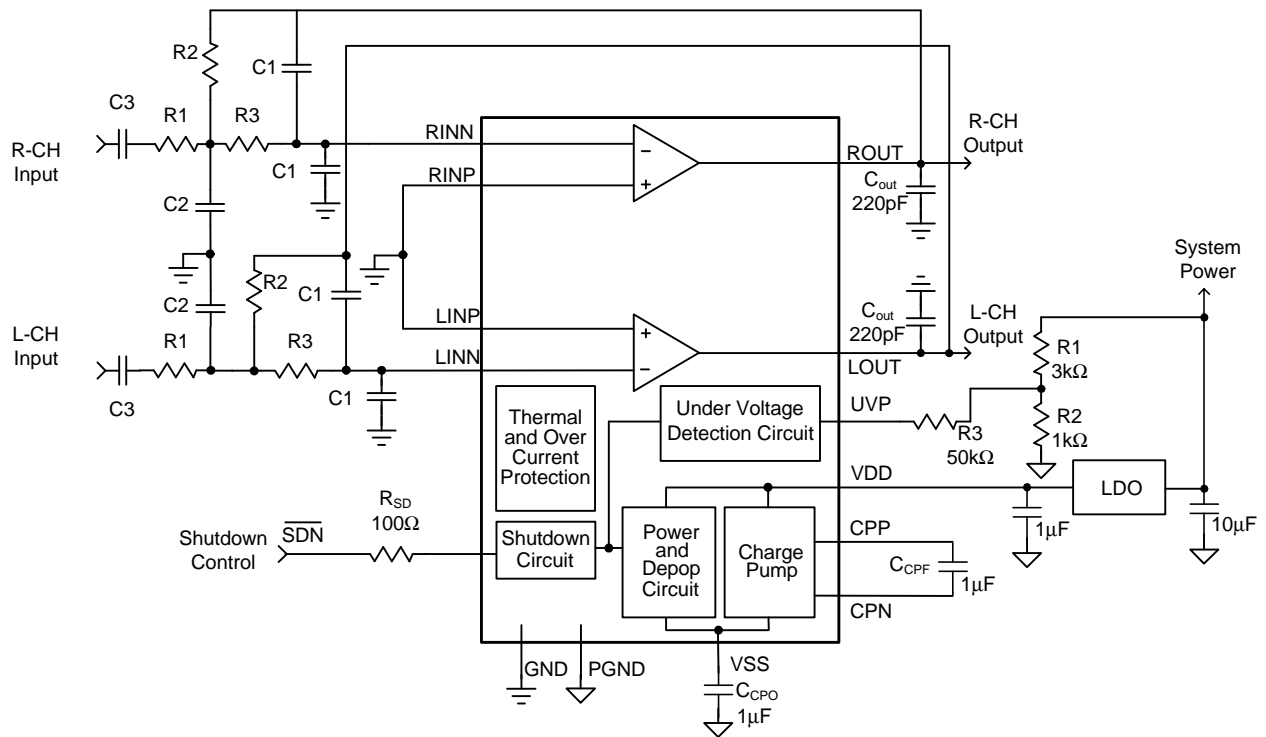 R2
C1
C3
R1
R3
R-CH
Input
C1
C2
C2
R2
C1
L-CH
Input
R1
R3
C3
C1
RINN
RINP
LINP
LINN
−
+
+
−
ROUT
R-CH
Output
Cout
220pF
Cout
220pF
L-CH
Output
LOUT
System
Power
R1
3kΩ
R2
1kΩ
UVP
R3
50kΩ
Thermal
and Over
Current
Protection
Under Voltage
Detection Circuit
VDD
LDO
1μF
10μF
RSD
100Ω
Shutdown
Control
SDN
Shutdown
Circuit
Power
and
Depop
Circuit
Charge
Pump
CPP
CCPF
1μF
CPN
GND
PGND
VSS
CCPO
1μF